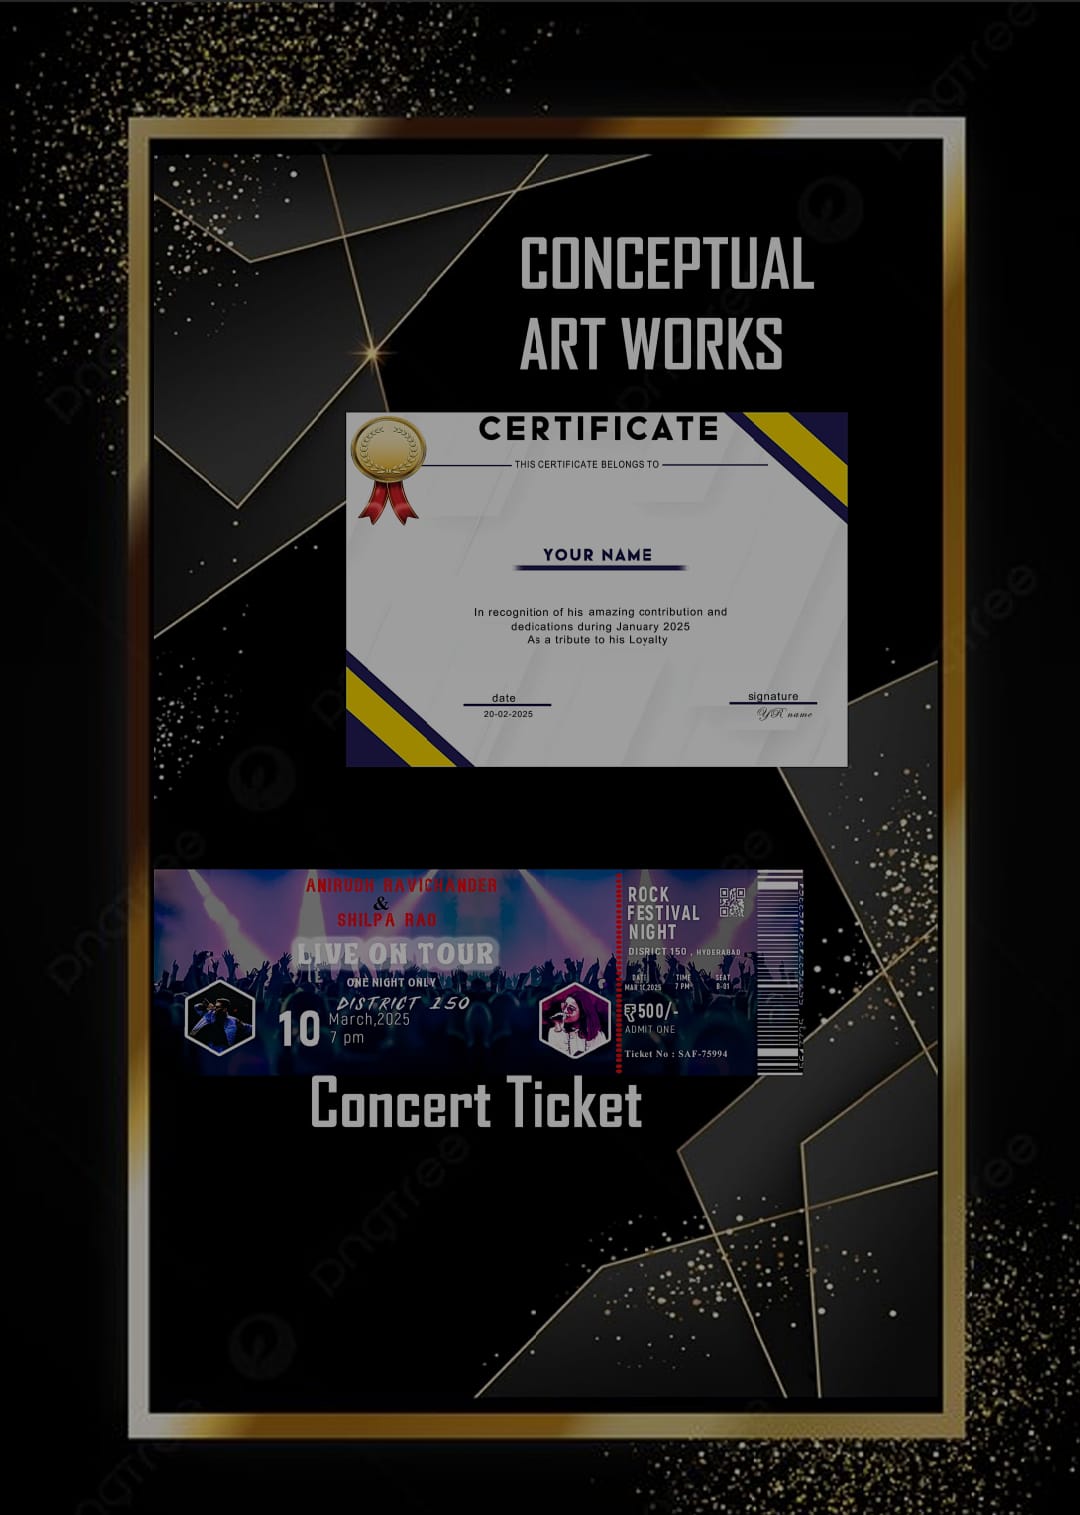 CONCEPTUAL
ART WORKS
CERTIFICATE
THIS CERTIFICATE BELONGS TO
YOUR NAME
In recognition of his amazing contribution and
dedications during January 2025
As a tribute to his Loyalty
date
20-02-2025
signature
YR name
ANIRUDH RAVICHANDER
&
SHILPA RAO
LIVE ON TOUR
ONE NIGHT ONLY
DISTRICT 150
10
March,2025
7 pm
ROCK
FESTIVAL
NIGHT
DISRICT 150 , HYDERABAD
DATE TIME SEAT
MAR 10,2025 7 PM B-01
₹500/-
ADMIT ONE
Ticket No : SAF-75994
Concert Ticket
pngtree